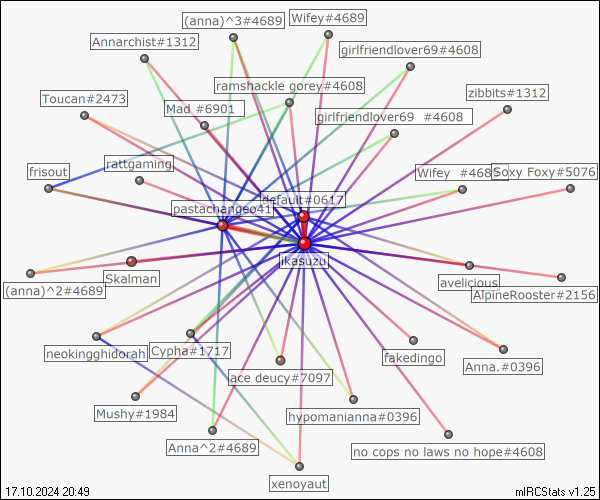 (anna)^3#4689
Wifey#4689
Annarchist#1312
girlfriendlover69#4608
ramshackle gorey#4608
zibbits#1312
Toucan#2473
Mad #6901
girlfriendlover69 #4608
frisout
rattgaming
Wifey #4689
Soxy Foxy#5076
default#0617
pastachangeo41
ikasuzu
Skalman
(anna)^2#4689
avelicious
AlpineRooster#2156
neokingghidorah
Cypha#1717
fakedingo
Anna.#0396
ace deucy#7097
Mushy#1984
hypomanianna#0396
Anna^2#4689
no cops no laws no hope#4608
xenoyaut
17.10.2024 20:49
mIRCStats v1.25